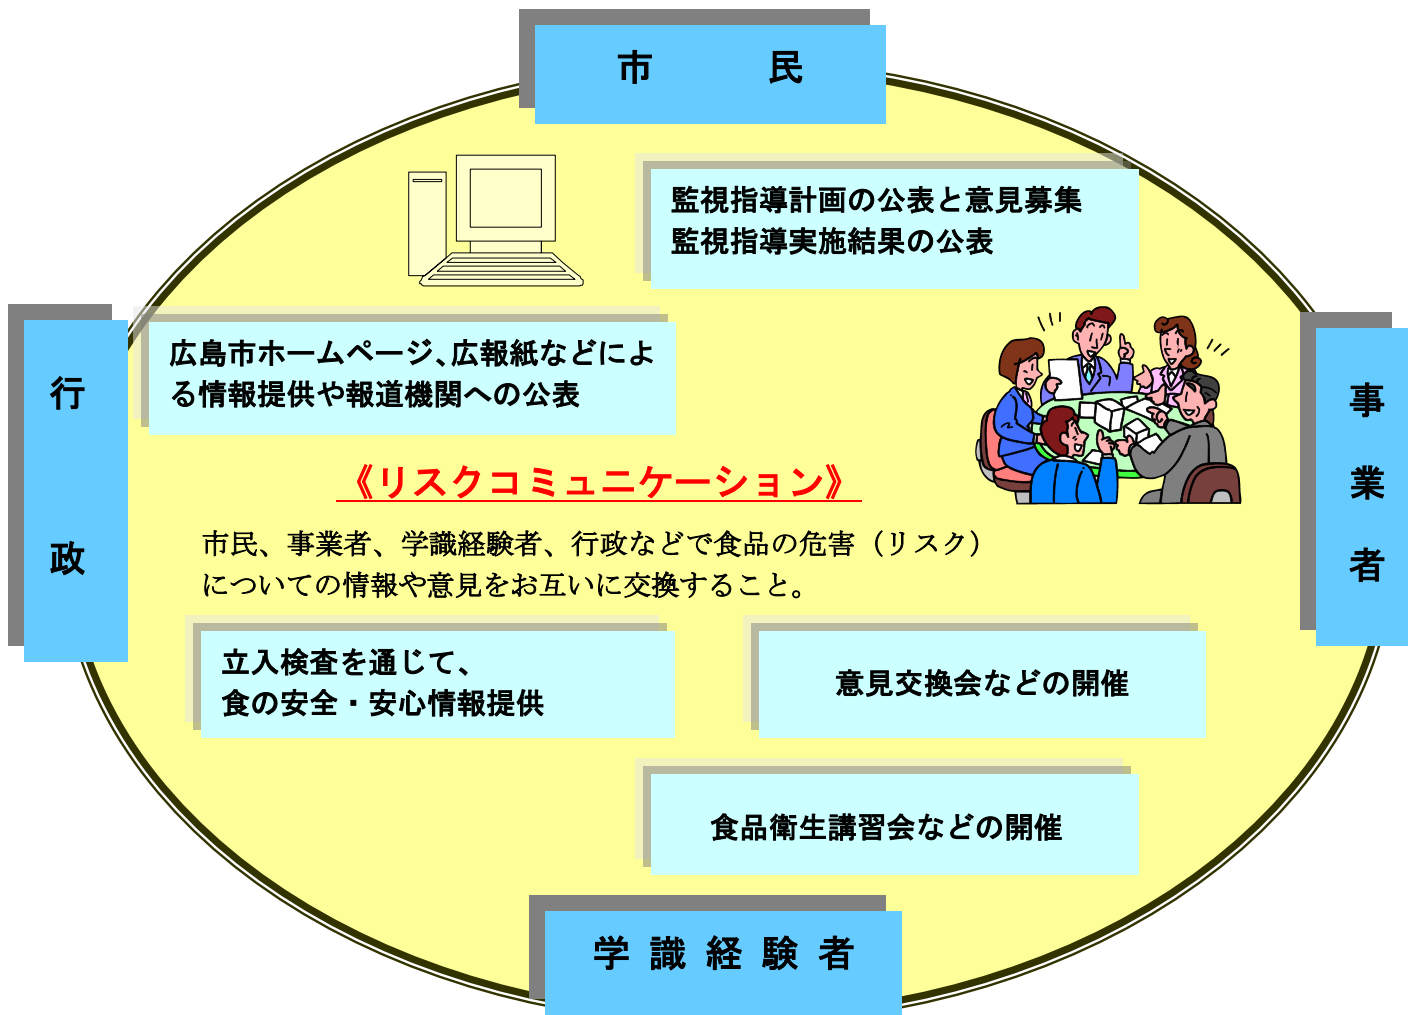 市　民
監視指導計画の公表と意見募集
監視指導実施結果の公表
広島市ホームページ、広報紙などによ
る情報提供や報道機関への公表
行政
事業者
《リスクコミュニケーション》
市民、事業者、学識経験者、行政などで食品の危害（リスク）
についての情報や意見をお互いに交換すること。
立入検査を通じて、
食の安全・安心情報提供
意見交換会などの開催
食品衛生講習会などの開催
学識経験者